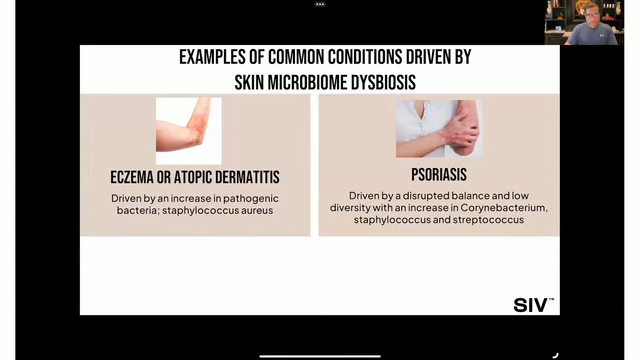 EXAMPLES OF COMMON CONDITIONS DRIVEN BY
SKIN MICROBIOME DYSBIOSIS
ECZEMA OR ATOPIC DERMATITIS
Driven by an increase in pathogenic
bacteria; staphylococcus aureus
PSORIASIS
Driven by a disrupted balance and low
diversity with an increase in Corynebacterium,
staphylococcus and streptococcus
SIV™